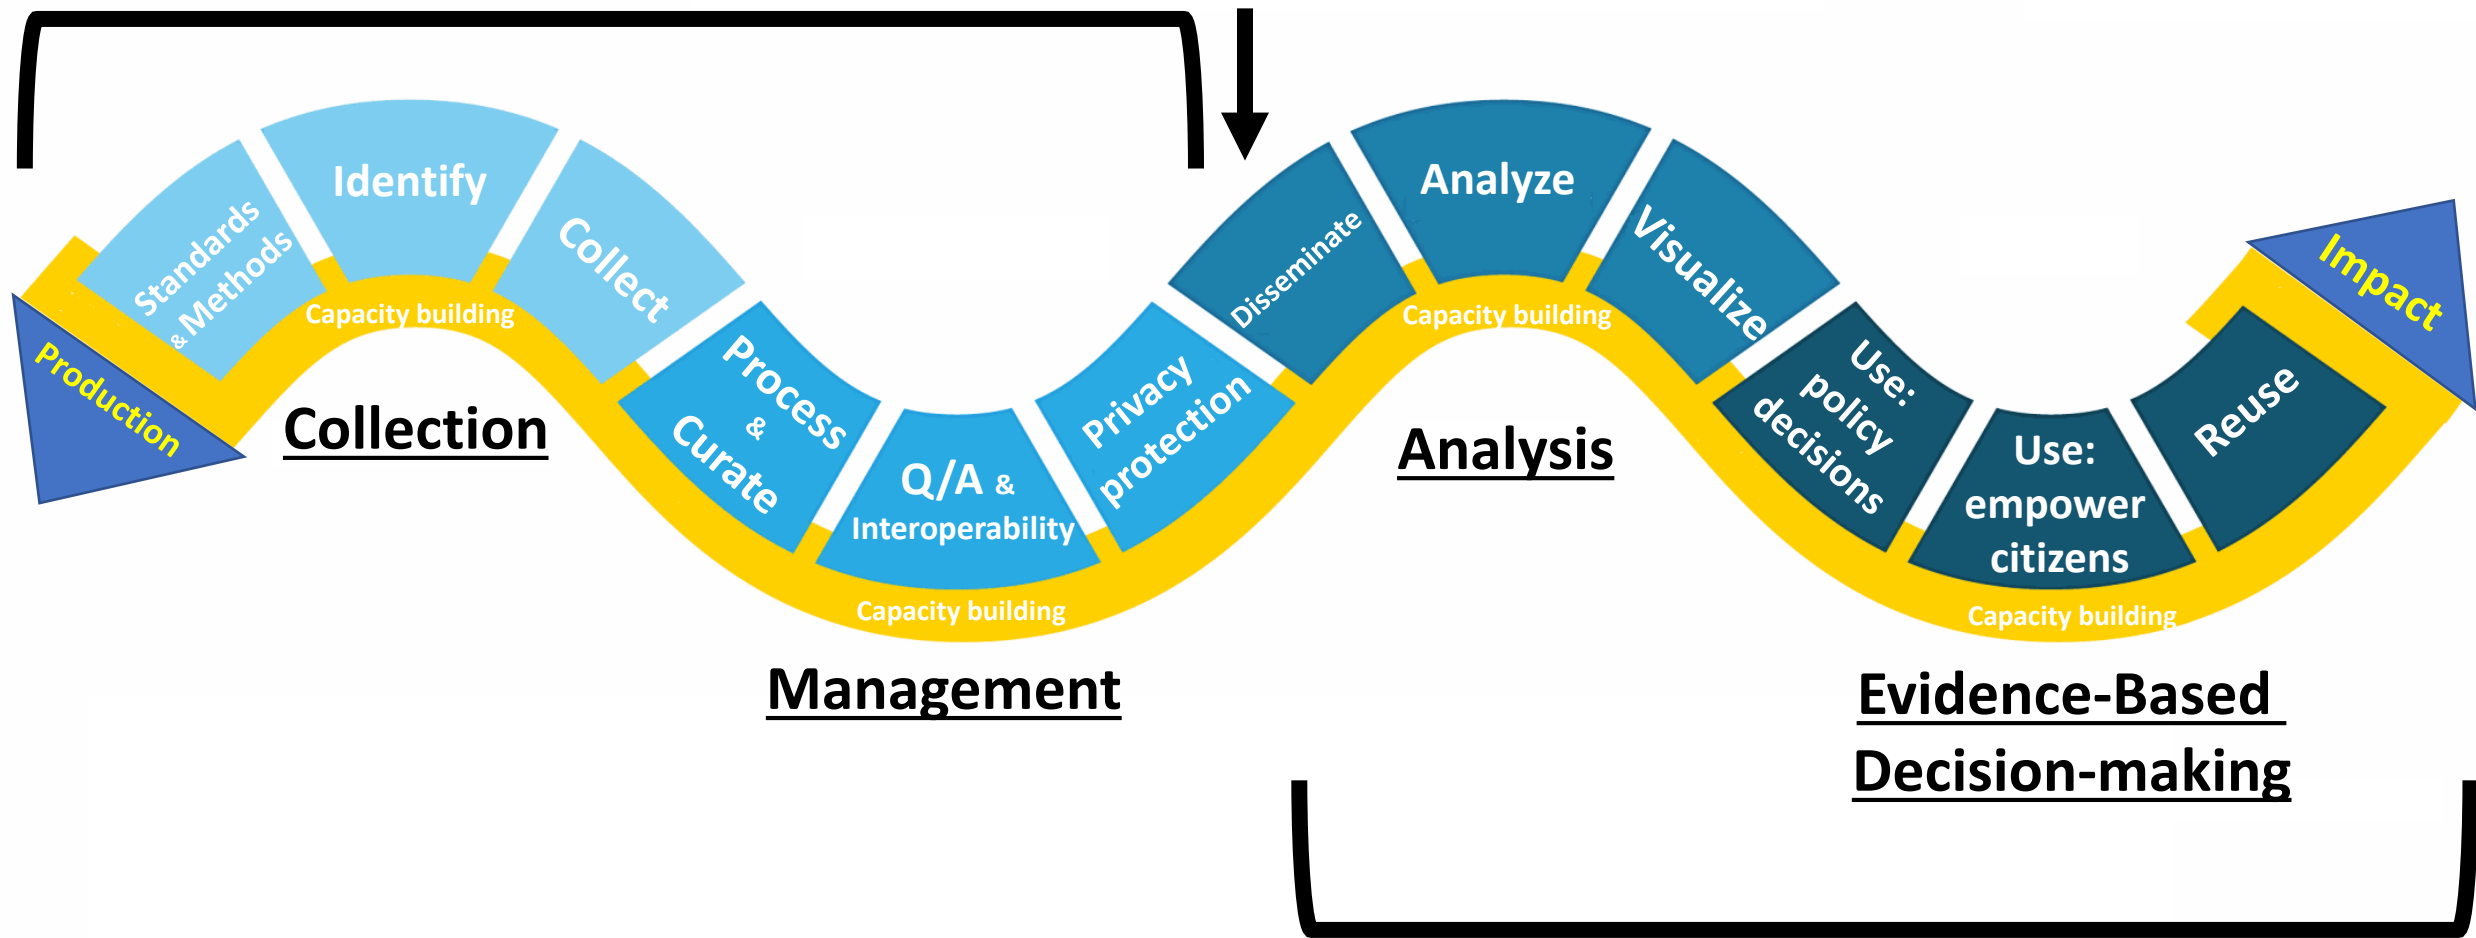 Production
Standards
& Methods
Identify
Collect
Capacity building
Collection
Process
&
Curate
Q/A &
Interoperability
Privacy
protection
Capacity building
Management
Disseminate
Analyze
Visualize
Capacity building
Analysis
Use:
policy
decisions
Use:
empower
citizens
Reuse
Capacity building
Evidence-Based
Decision-making
Impact